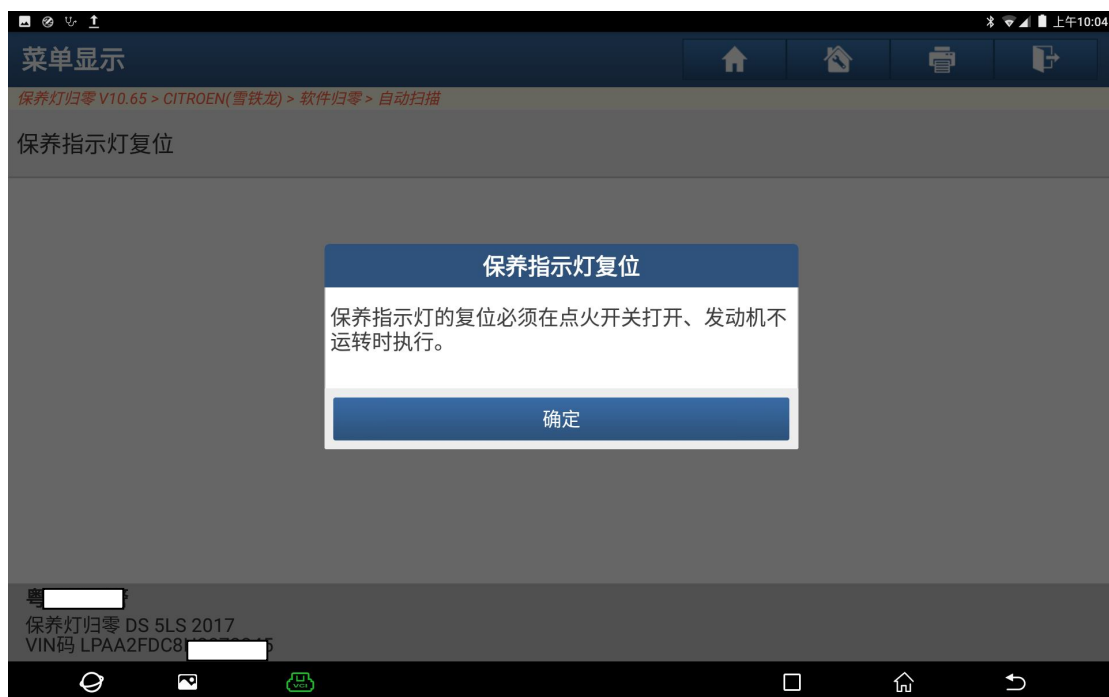 上午10:04
菜单显示
保养灯归零 V10.65 > CITROEN(雪铁龙) > 软件归零 > 自动扫描
保养指示灯复位
保养指示灯复位
保养指示灯的复位必须在点火开关打开、发动机不
运转时执行。
确定
粤
保养灯归零 DS 5LS 2017
VIN码 LPAA2FDC8
VCI